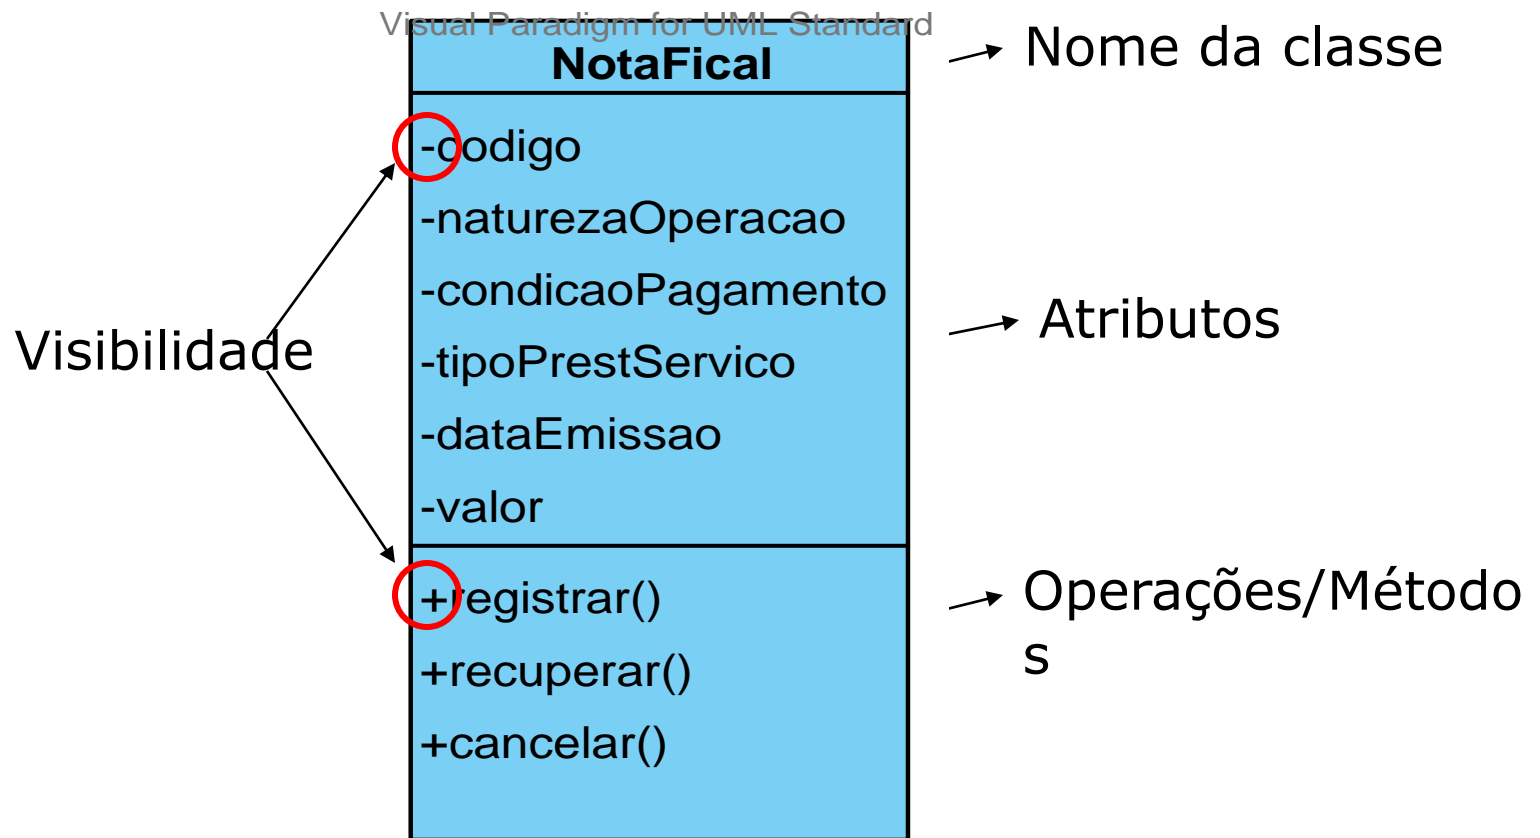 Visual Paradigm for UML Standard
NotaFical
Nome da classe
-codigo
-naturezaOperacao
-condicaoPagamento
-tipoPrestServico
-dataEmissao
-valor
Visibilidade
Atributos
+registrar()
+recuperar()
+cancelar()
Operações/Método
s